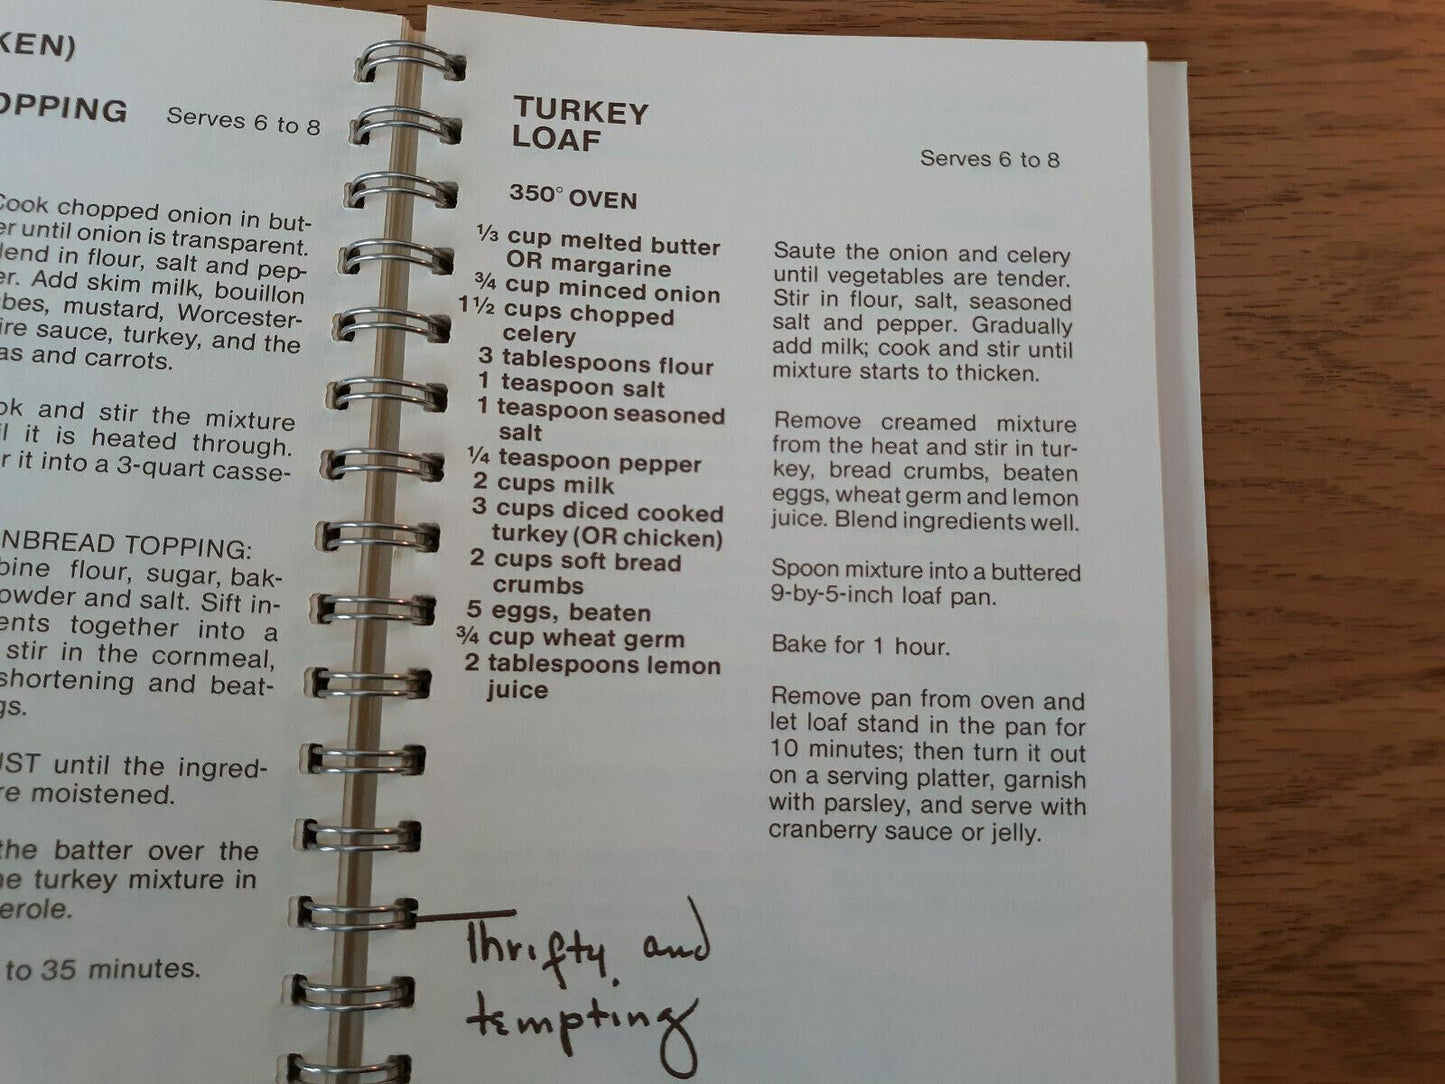 KEN)
OPPING
Serves 6 to 8
Cook chopped onion in but-
er until onion is transparent.
lend in flour, salt and pep-
er. Add skim milk, bouillon
bes, mustard, Worcester-
ire sauce, turkey, and the
as and carrots.
ok and stir the mixture
il it is heated through.
r it into a 3-quart casse-
NBREAD TOPPING:
bine flour, sugar, bak-
owder and salt. Sift in-
ents together into a
stir in the cornmeal,
shortening and beat-
gs.
JST until the ingred-
re moistened.
the batter over the
ne turkey mixture in
erole.
to 35 minutes.
TURKEY
LOAF
Serves 6 to 8
350° OVEN
⅓ cup melted butter
OR margarine
¾ cup minced onion
1½ cups chopped
celery
3 tablespoons flour
1 teaspoon salt
1 teaspoon seasoned
salt
¼ teaspoon pepper
2 cups milk
3 cups diced cooked
turkey (OR chicken)
2 cups soft bread
crumbs
5 eggs, beaten
¾ cup wheat germ
2 tablespoons lemon
juice
Saute the onion and celery
until vegetables are tender.
Stir in flour, salt, seasoned
salt and pepper. Gradually
add milk; cook and stir until
mixture starts to thicken.
Remove creamed mixture
from the heat and stir in tur-
key, bread crumbs, beaten
eggs, wheat germ and lemon
juice. Blend ingredients well.
Spoon mixture into a buttered
9-by-5-inch loaf pan.
Bake for 1 hour.
Remove pan from oven and
let loaf stand in the pan for
10 minutes; then turn it out
on a serving platter, garnish
with parsley, and serve with
cranberry sauce or jelly.
Thrifty and
tempting